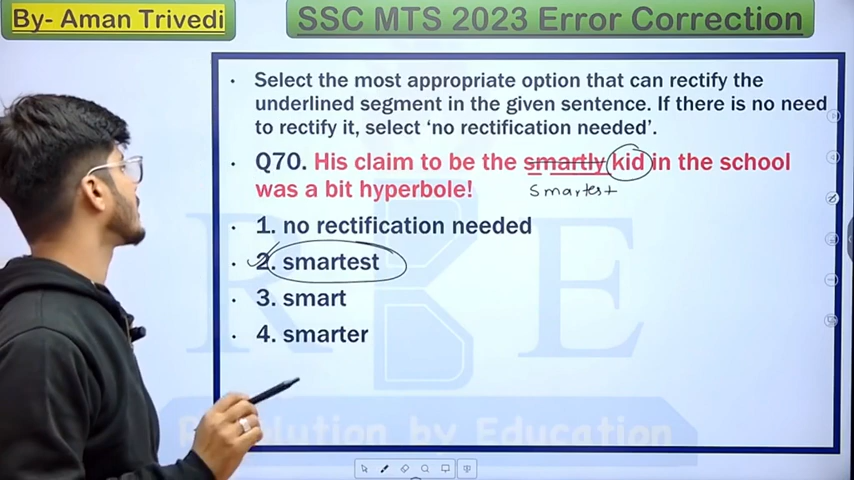 By- Aman Trivedi
SSC MTS 2023 Error Correction
• Select the most appropriate option that can rectify the
underlined segment in the given sentence. If there is no need
to rectify it, select ‘no rectification needed’.
• Q70. His claim to be the smartly kid in the school
was a bit hyperbole!
smartest
• 1. no rectification needed
• 2. smartest
• 3. smart
• 4. smarter
R B E
Revolution by Education